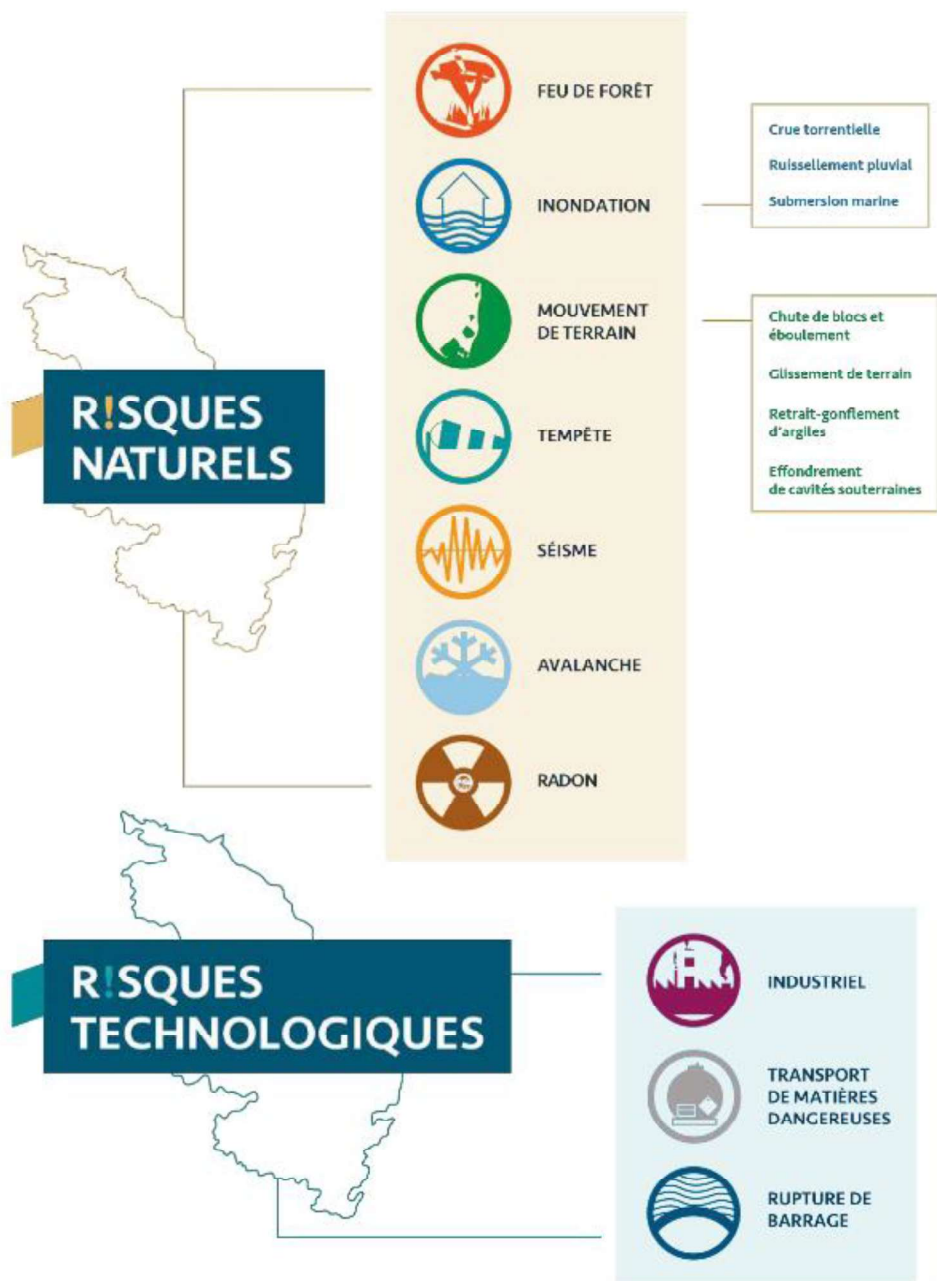 R!SQUES
NATURELS
FEU DE FORÊT
INONDATION
Crue torrentielle
Ruissellement pluvial
Submersion marine
MOUVEMENT
DE TERRAIN
Chute de blocs et
éboulement
Glissement de terrain
Retrait-gonflement
d'argiles
Effondrement
de cavités souterraines
TEMPÊTE
SÉISME
AVALANCHE
RADON
R!SQUES
TECHNOLOGIQUES
INDUSTRIEL
TRANSPORT
DE MATIÈRES
DANGEREUSES
RUPTURE DE
BARRAGE